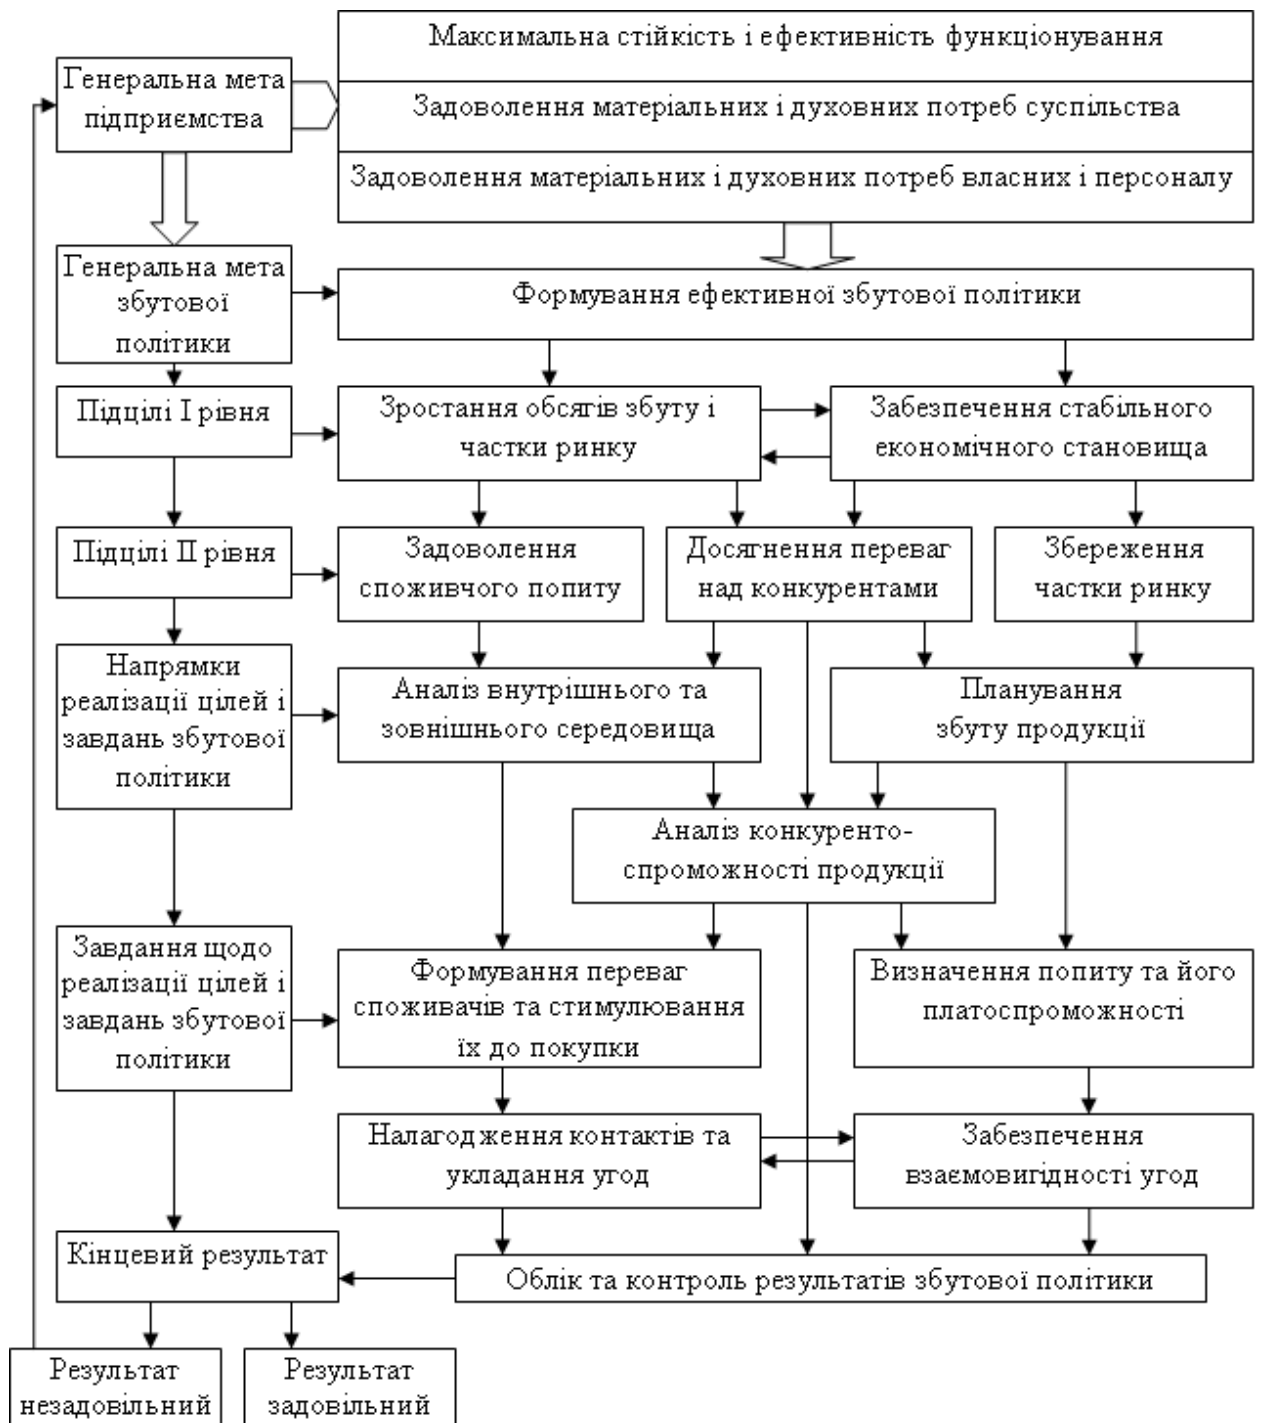 Максимальна стійкість і ефективність функціонування
Генеральна мета
підприємства
Задоволення матеріальних і духовних потреб суспільства
Задоволення матеріальних і духовних потреб власних і персоналу
Генеральна мета
збутової
політики
Формування ефективної збутової політики
Підцілі І рівня
Зростання обсягів збуту і
частки ринку
Забезпечення стабільного
економічного становища
Підцілі ІІ рівня
Задоволення
споживчого попиту
Досягнення переваг
над конкурентами
Збереження
частки ринку
Напрямки
реалізації цілей і
завдань збутової
політики
Аналіз внутрішнього та
зовнішнього середовища
Планування
збуту продукції
Аналіз конкуренто-
спроможності продукції
Завдання щодо
реалізації цілей і
завдань збутової
політики
Формування переваг
споживачів та стимулювання
їх до покупки
Визначення попиту та його
платоспроможності
Налагодження контактів та
укладання угод
Забезпечення
взаємовигідності угод
Кінцевий результат
Облік та контроль результатів збутової політики
Результат
незадовільний
Результат
задовільний